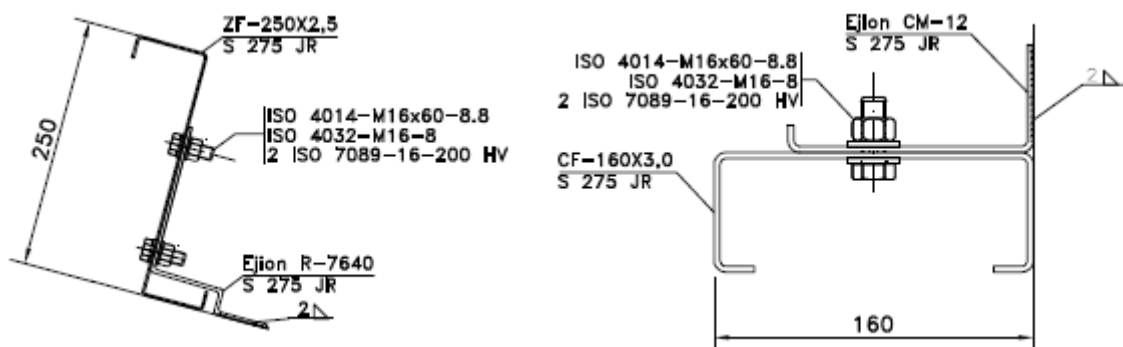 ZF-250X2,5
S 275 JR
250
ISO 4014-M16x60-8.8
ISO 4032-M16-8
2 ISO 7089-16-200 HV
Ejion R-7640
S 275 JR
2
Ejion CM-12
S 275 JR
ISO 4014-M16x60-8.8
ISO 4032-M16-8
2 ISO 7089-16-200 HV
2
CF-160X3,0
S 275 JR
160